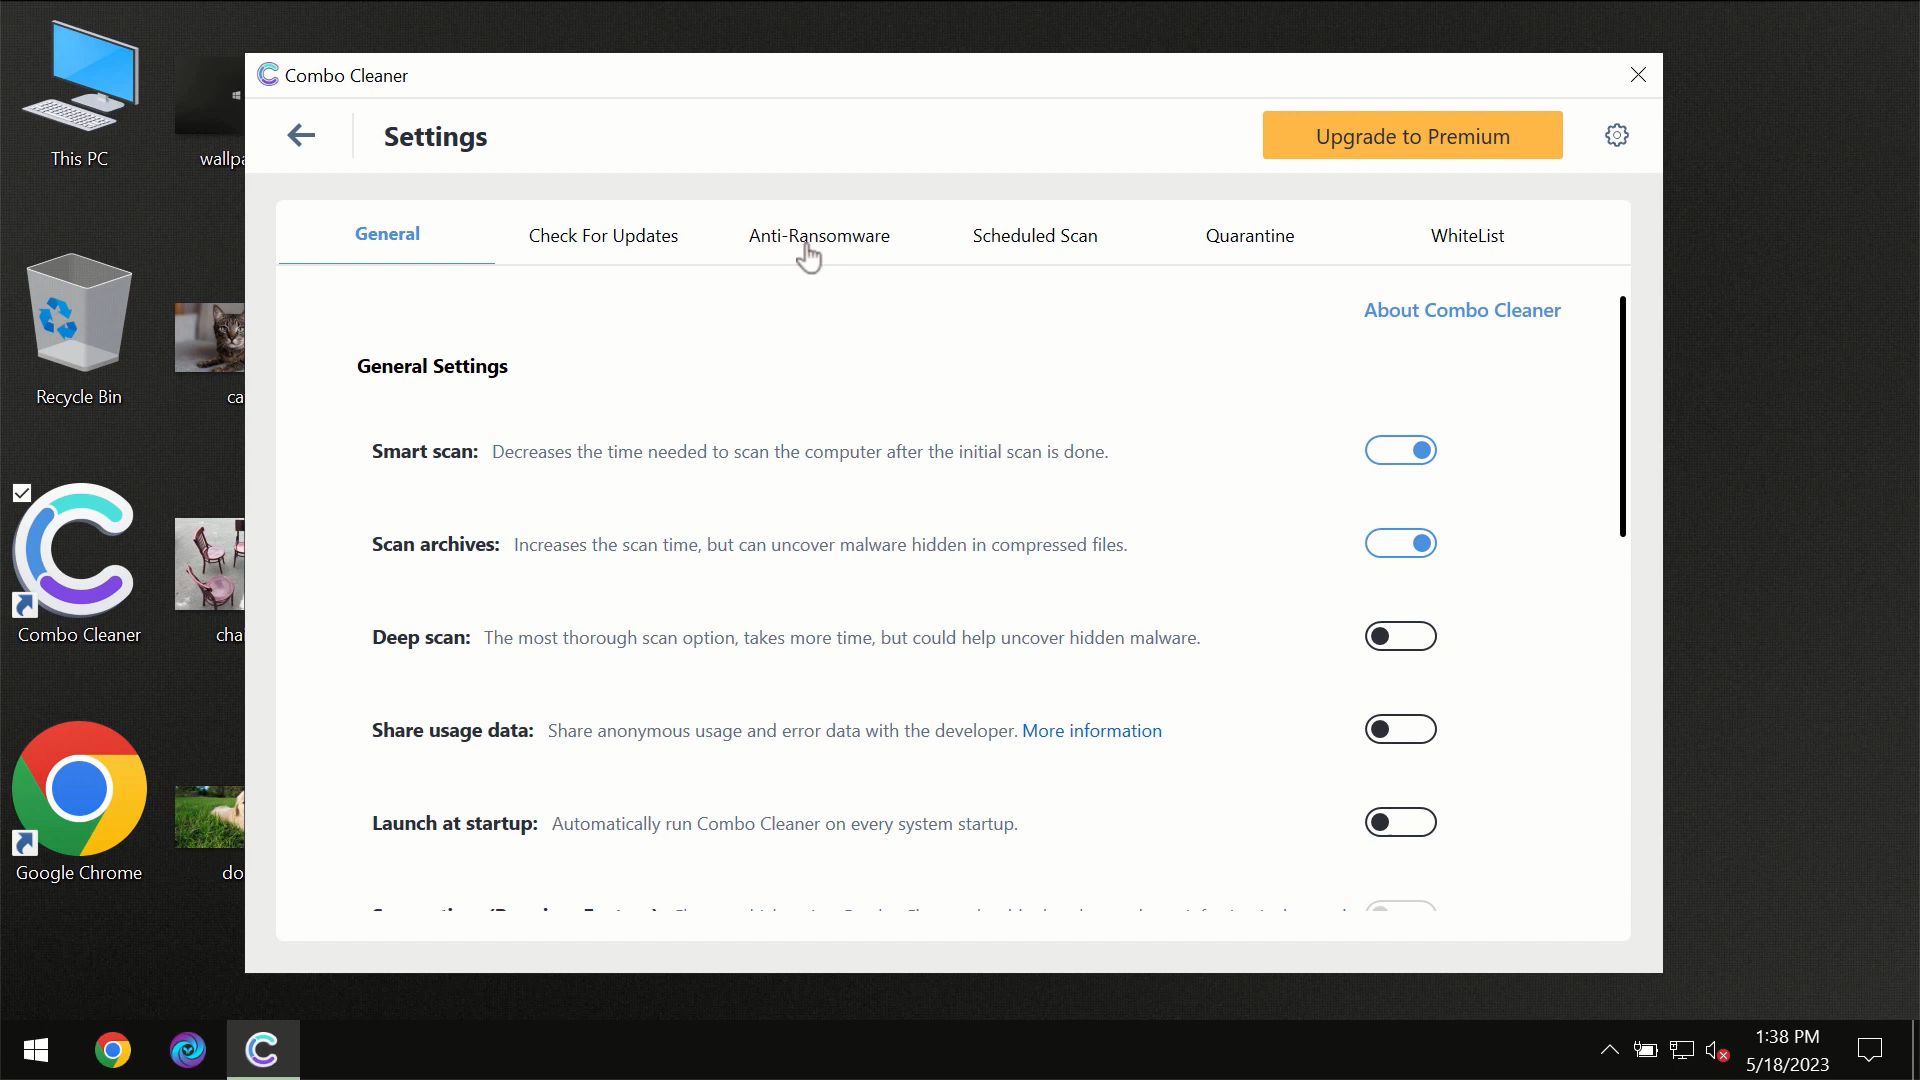 Combo Cleaner
Settings
Upgrade to Premium
General
Check For Updates
Anti-Ransomware
Scheduled Scan
Quarantine
WhiteList
About Combo Cleaner
General Settings
Smart scan: Decreases the time needed to scan the computer after the initial scan is done.
Scan archives: Increases the scan time, but can uncover malware hidden in compressed files.
Deep scan: The most thorough scan option, takes more time, but could help uncover hidden malware.
Share usage data: Share anonymous usage and error data with the developer. More information
Launch at startup: Automatically run Combo Cleaner on every system startup.
This PC
wallpa
Recycle Bin
ca
Combo Cleaner
chai
Google Chrome
do
1:38 PM
5/18/2023